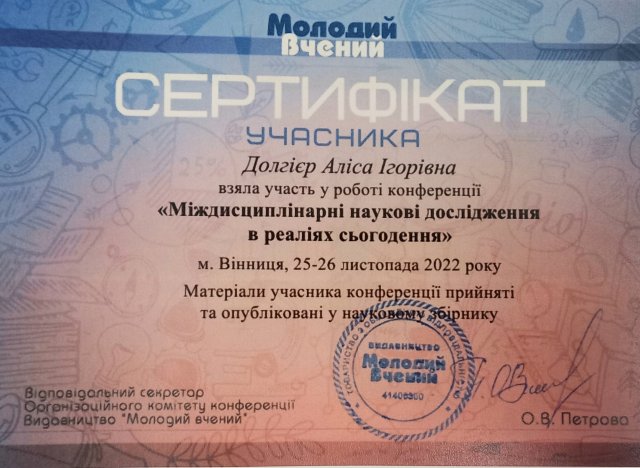 Молодий
Вчений
СЕРТИФІКАТ
УЧАСНИКА
Долгієр Аліса Ігорівна
взяла участь у роботі конференції
«Міждисциплінарні наукові дослідження
в реаліях сьогодення»
м. Вінниця, 25-26 листопада 2022 року
Матеріали учасника конференції прийняті
та опубліковані у науковому збірнику
ВИДАВНИЦТВО
Молодий
Вчений
41406300
Відповідальний секретар
Організаційного комітету конференції
Видавництво "Молодий вчений"
О.В. Петрова